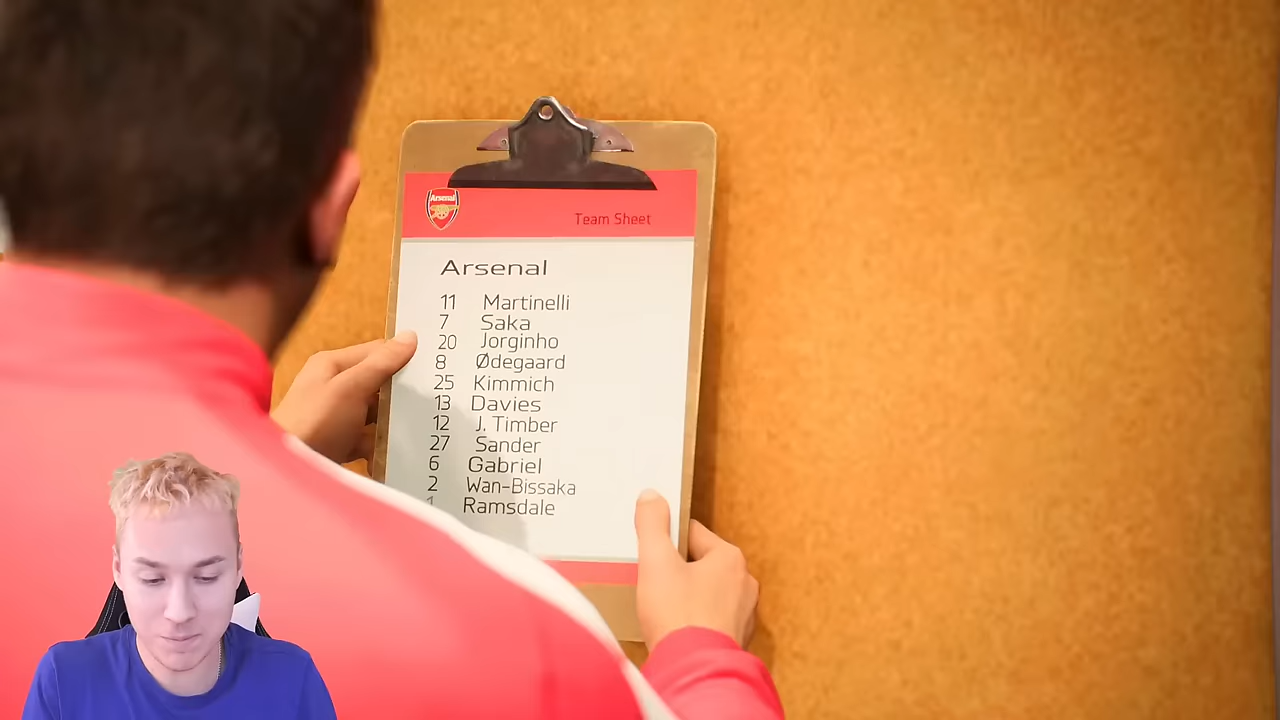 Arsenal
Team Sheet
Arsenal
11 Martinelli
7 Saka
20 Jorginho
8 Ødegaard
25 Kimmich
13 Davies
12 J. Timber
27 Sander
6 Gabriel
2 Wan-Bissaka
1 Ramsdale